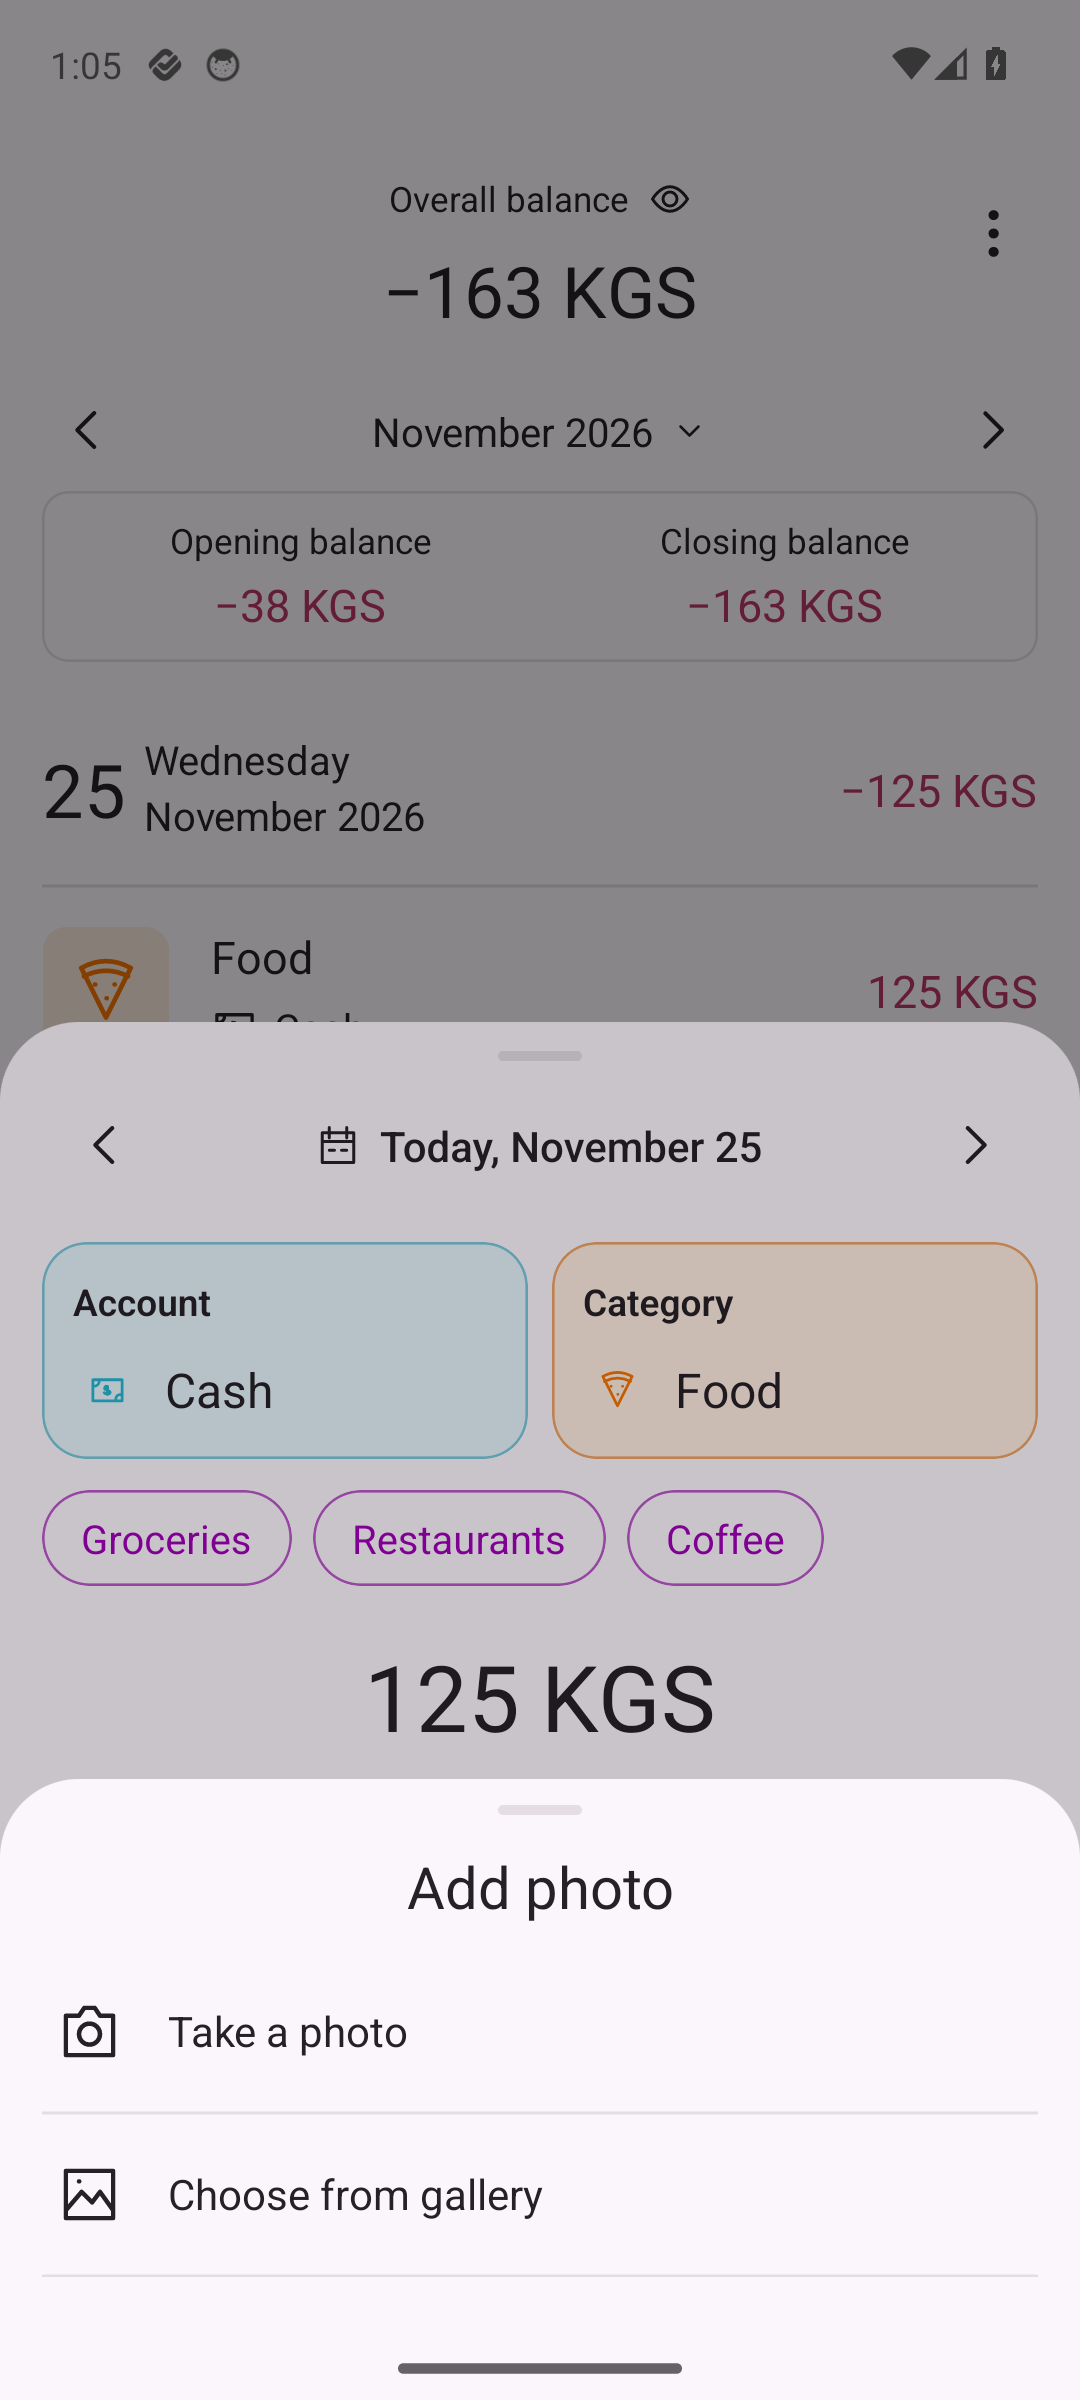 1:05
Overall balance
−163 KGS
November 2026
Opening balance
Closing balance
−38 KGS
−163 KGS
25
Wednesday
November 2026
−125 KGS
Food
125 KGS
Cash
Today, November 25
Account
Cash
Category
Food
Groceries
Restaurants
Coffee
125 KGS
Add photo
Take a photo
Choose from gallery